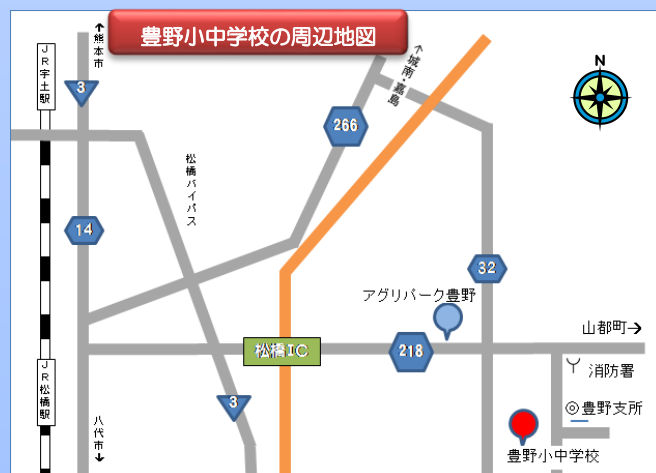 豊野小中学校の周辺地図
↑熊本市
JR宇土駅
3
↑城南・嘉島
N
266
松橋バイパス
14
32
アグリパーク豊野
山都町→
松橋IC
218
消防署
JR松橋駅
3
◎豊野支所
八代市↓
豊野小中学校